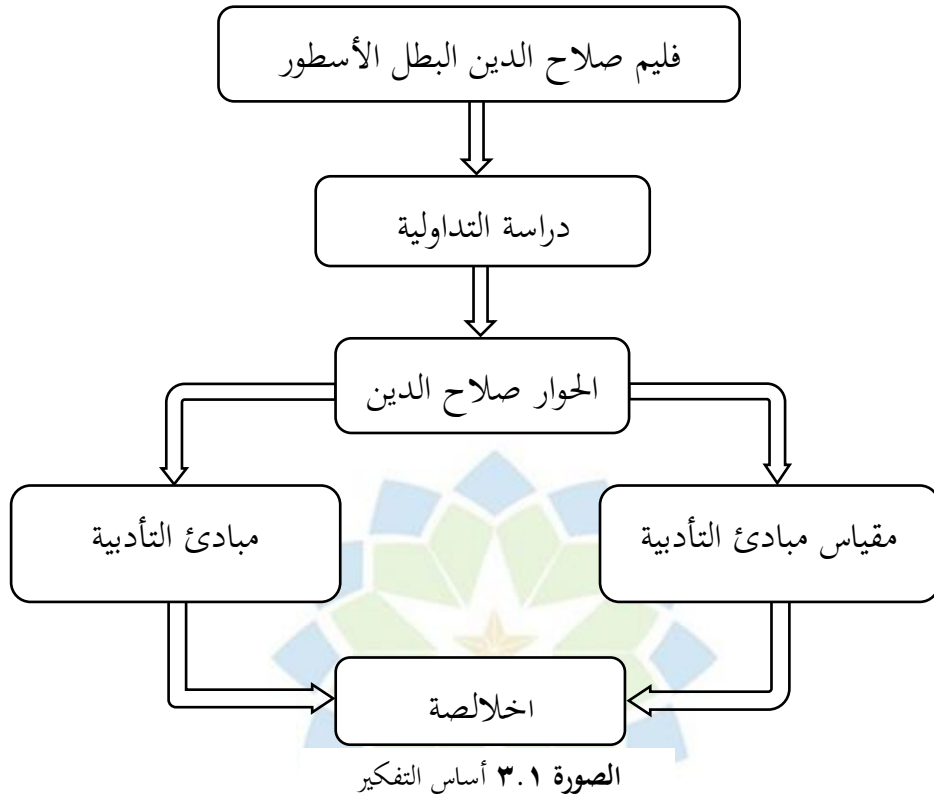 فليم صلاح الدين البطل الأسطور
دراسة التداولية
الحوار صلاح الدين
مقياس مبادئ التأدبية
مبادئ التأدبية
اخلالصة
الصورة ٣.١ أساس التفكير